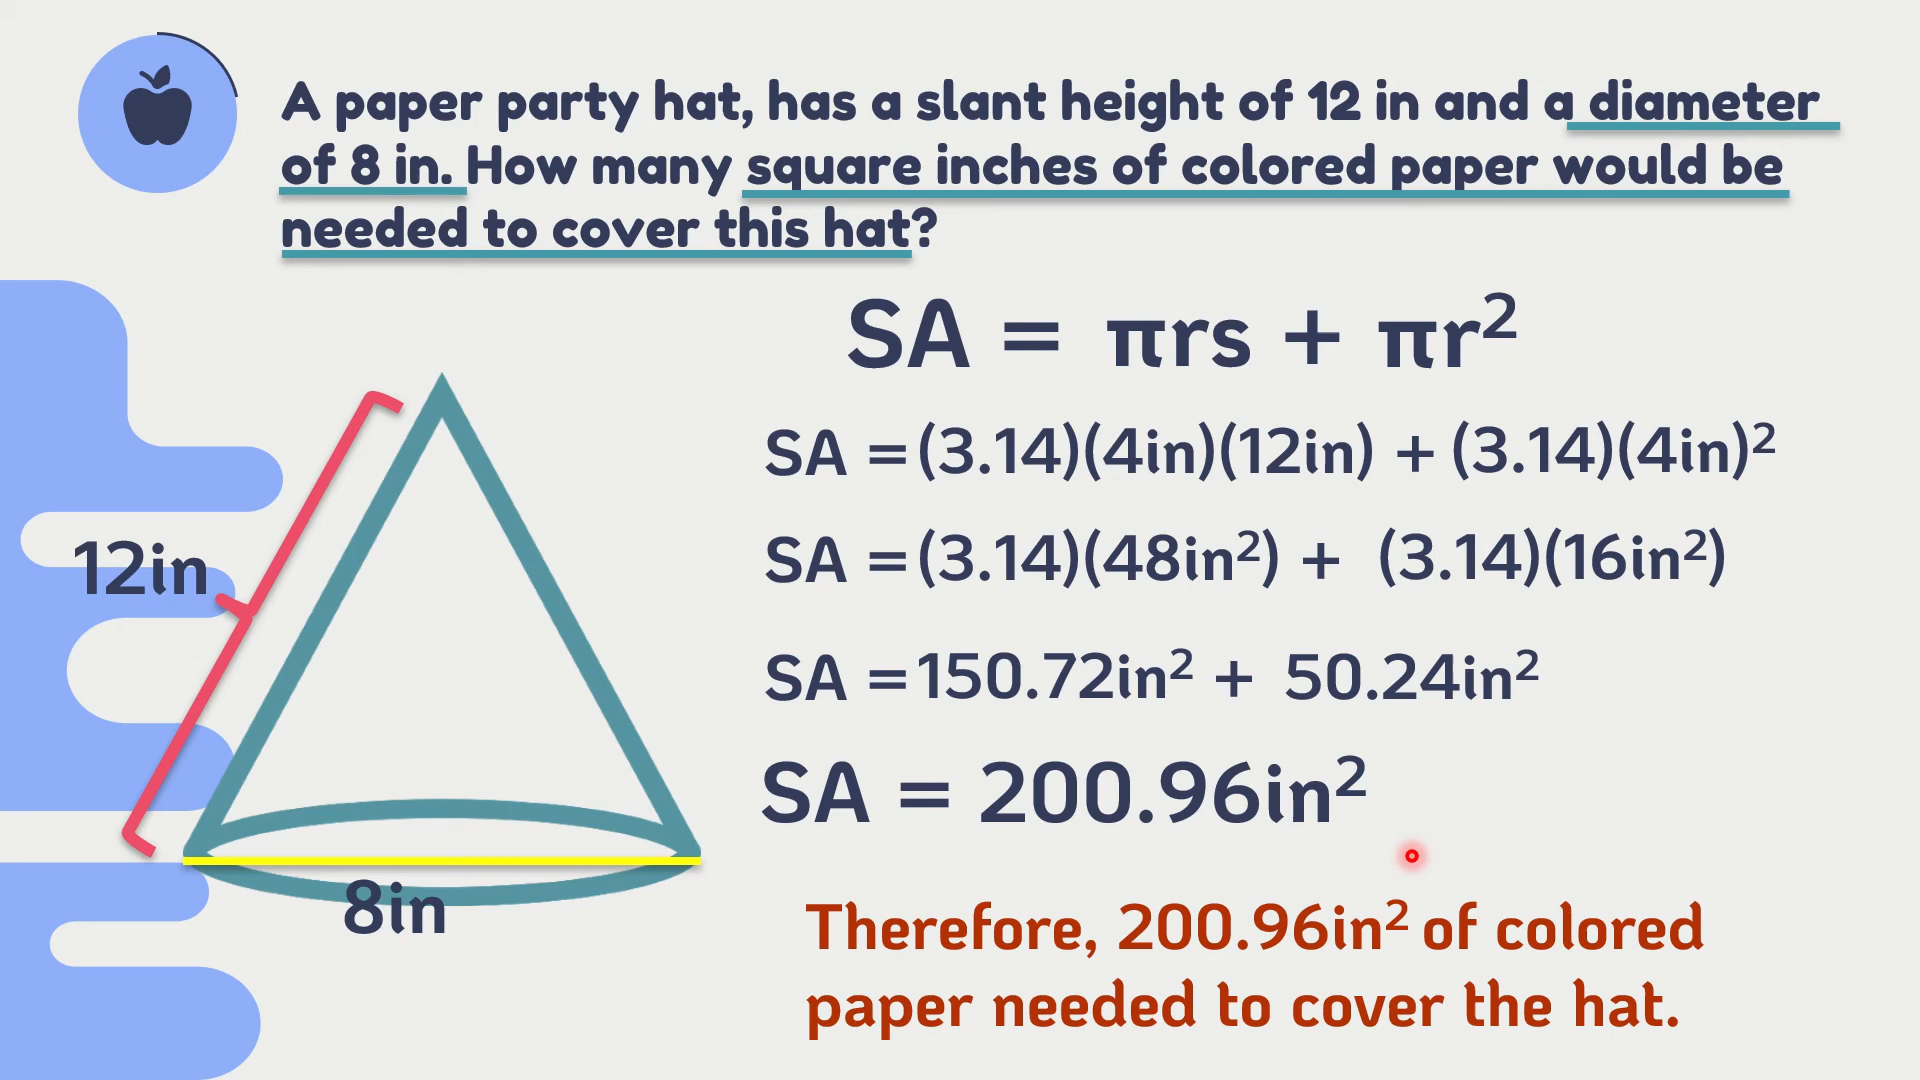 A paper party hat, has a slant height of 12 in and a diameter
of 8 in. How many square inches of colored paper would be
needed to cover this hat?
SA = πrs + πr²
SA =(3.14)(4in)(12in) + (3.14)(4in)²
SA =(3.14)(48in²) + (3.14)(16in²)
12in
SA =150.72in² + 50.24in²
SA = 200.96in²
8in
Therefore, 200.96in² of colored
paper needed to cover the hat.